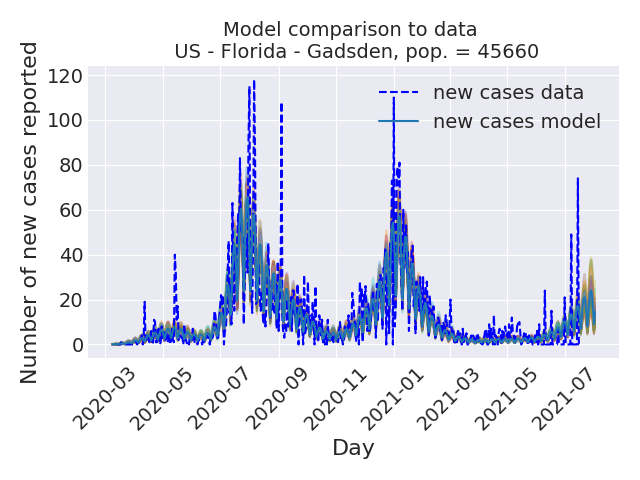 Model comparison to data
US - Florida - Gadsden, pop. = 45660
new cases data
new cases model
Number of new cases reported
120
100
80
60
40
20
0
2020-03
2020-05
2020-07
2020-09
2020-11
2021-01
2021-03
2021-05
2021-07
Day